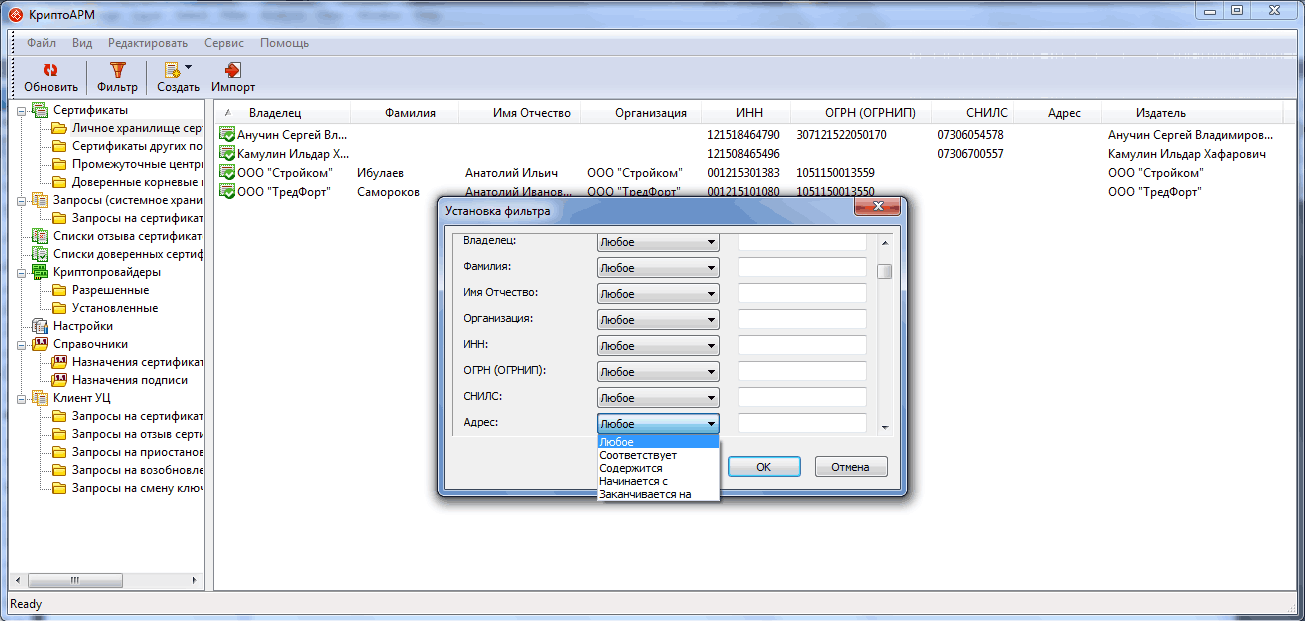 КриптоАРМ
Файл Вид Редактировать Сервис Помощь
Обновить Фильтр Создать Импорт
Сертификаты
Личное хранилище сер
Сертификаты других по
Промежуточные центр
Доверенные корневые
Запросы (системное храни
Запросы на сертификат
Списки отзыва сертификат
Списки доверенных сертиф
Криптопровайдеры
Разрешенные
Установленные
Настройки
Справочники
Назначения сертификат
Назначения подписи
Клиент УЦ
Запросы на сертификат
Запросы на отзыв серти
Запросы на приостанов
Запросы на возобновле
Запросы на смену ключ
Владелец Фамилия Имя Отчество Организация ИНН ОГРН (ОГРНИП) СНИЛС Адрес Издатель
Анучин Сергей Вл... 121518464790 307121522050170 07306054578 Анучин Сергей Владимиров...
Камулин Ильдар Х... 121508465496 07306700557 Камулин Ильдар Хафарович
ООО "Стройком" Ибулаев Анатолий Ильич ООО "Стройком" 001215301383 1051150013559 ООО "Стройком"
ООО "ТредФорт" Самороков Анатолий Иванов... ООО "ТредФорт" 001215101080 1051150013550 ООО "ТредФорт"
Установка фильтра
Владелец: Любое
Фамилия: Любое
Имя Отчество: Любое
Организация: Любое
ИНН: Любое
ОГРН (ОГРНИП): Любое
СНИЛС: Любое
Адрес: Любое
Любое
Соответствует
Содержится
Начинается с
Заканчивается на
OK Отмена
Ready